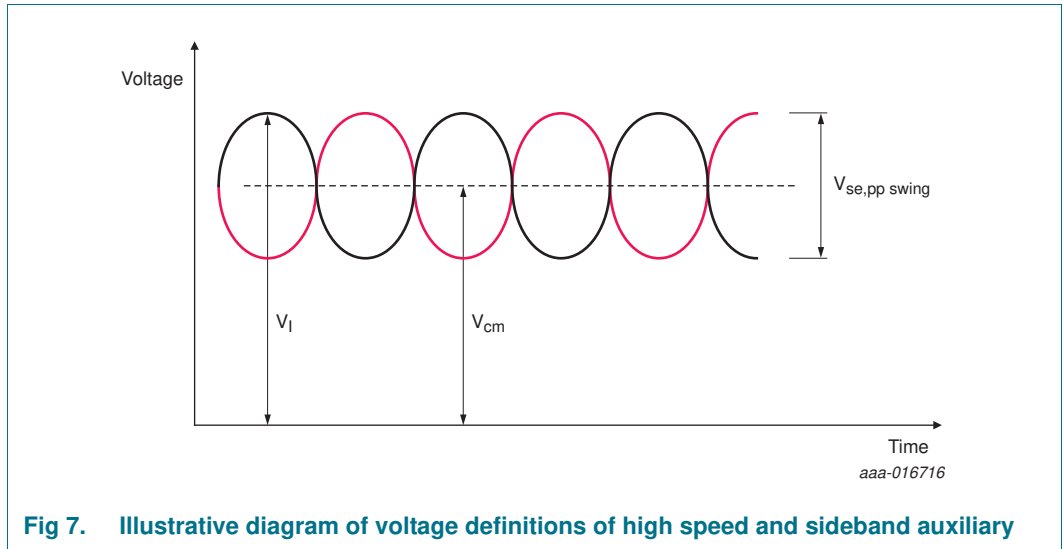 Voltage
V_se,pp swing
V_I
V_cm
Time
aaa-016716
Fig 7. Illustrative diagram of voltage definitions of high speed and sideband auxiliary